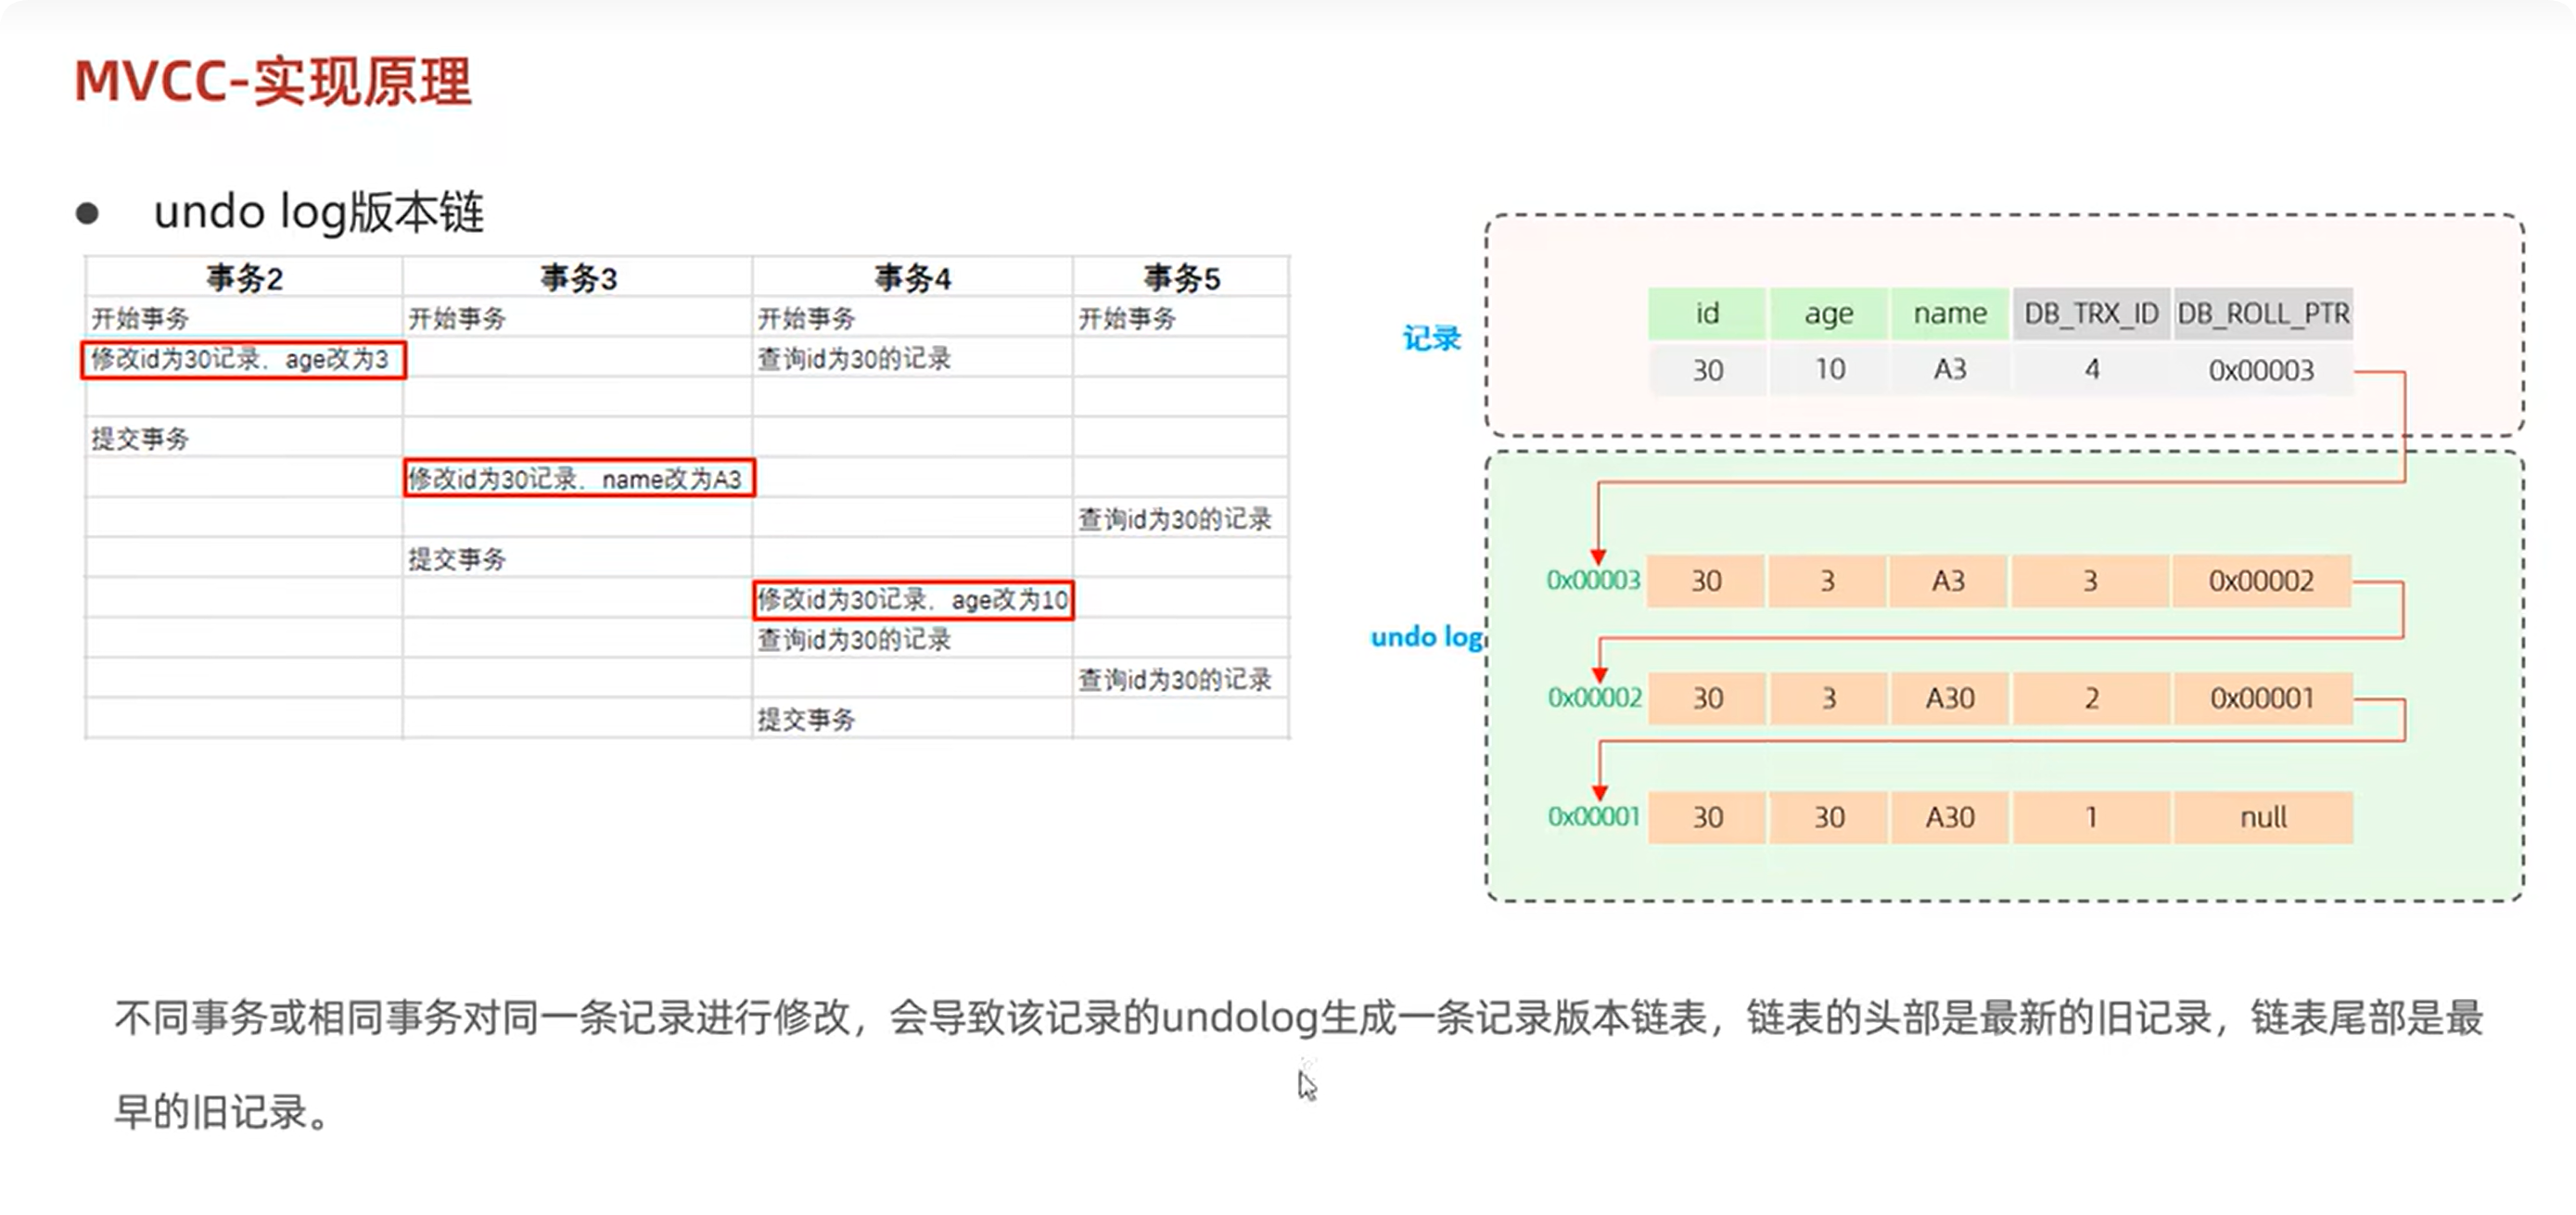 MVCC-实现原理
● undo log版本链
事务2 事务3 事务4 事务5
开始事务 开始事务 开始事务 开始事务
修改id为30记录，age改为3 查询id为30的记录
提交事务
修改id为30记录，name改为A3
查询id为30的记录
提交事务
修改id为30记录，age改为10
查询id为30的记录
查询id为30的记录
提交事务
记录
id age name DB_TRX_ID DB_ROLL_PTR
30 10 A3 4 0x00003
undo log
0x00003 30 3 A3 3 0x00002
0x00002 30 3 A30 2 0x00001
0x00001 30 30 A30 1 null
不同事务或相同事务对同一条记录进行修改，会导致该记录的undolog生成一条记录版本链表，链表的头部是最新的旧记录，链表尾部是最
早的旧记录。